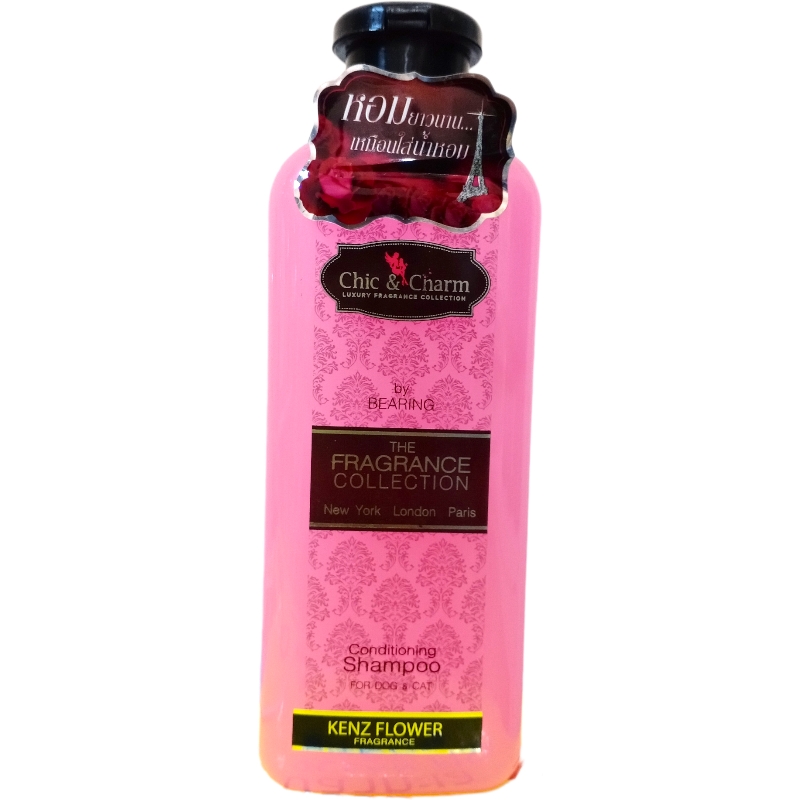 หอมยาวนาน...
เหมือนใส่น้ำหอม
Chic & Charm
LUXURY FRAGRANCE COLLECTION
by
BEARING
THE
FRAGRANCE
COLLECTION
New York London Paris
Conditioning
Shampoo
FOR DOG & CAT
KENZ FLOWER
FRAGRANCE